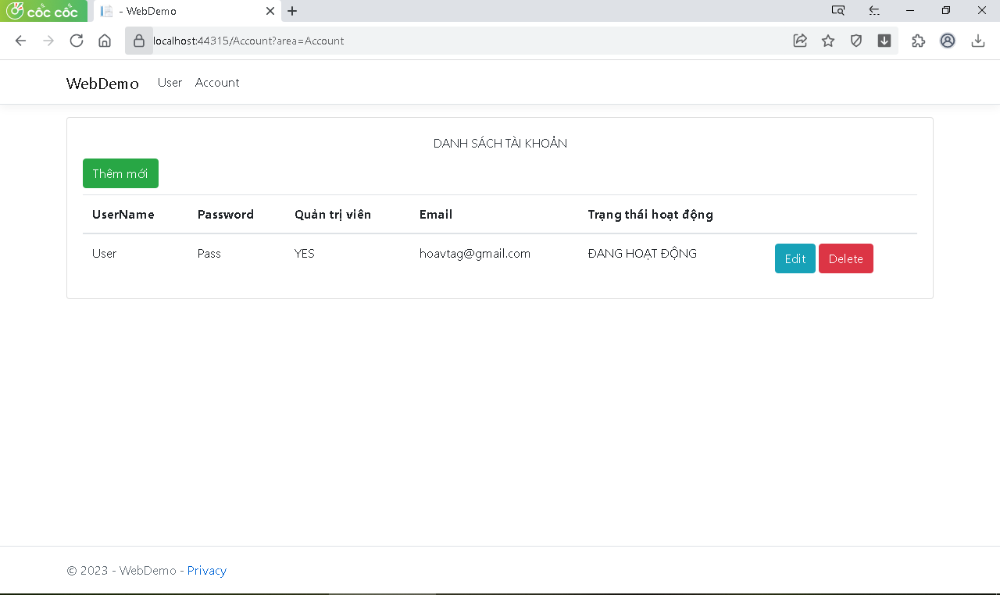 cốc cốc
- WebDemo
localhost:44315/Account?area=Account
WebDemo User Account
DANH SÁCH TÀI KHOẢN
Thêm mới
UserName Password Quản trị viên Email Trạng thái hoạt động
User Pass YES hoavtag@gmail.com ĐANG HOẠT ĐỘNG Edit Delete
© 2023 - WebDemo - Privacy